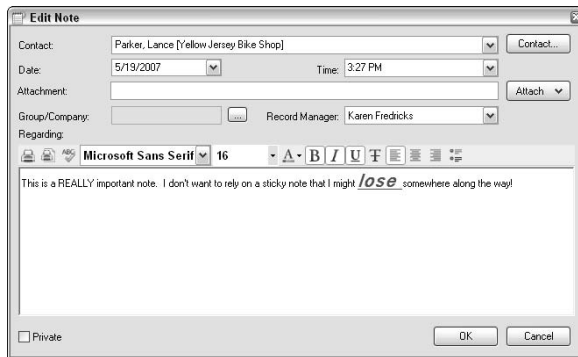 Edit Note
Contact: Parker, Lance [Yellow Jersey Bike Shop] Contact...
Date: 5/19/2007 Time: 3:27 PM
Attachment: Attach
Group/Company: ... Record Manager: Karen Fredricks
Regarding:
ABC Microsoft Sans Serif 16 A B I U T
This is a REALLY important note. I don't want to rely on a sticky note that I might lose somewhere along the way!
Private OK Cancel